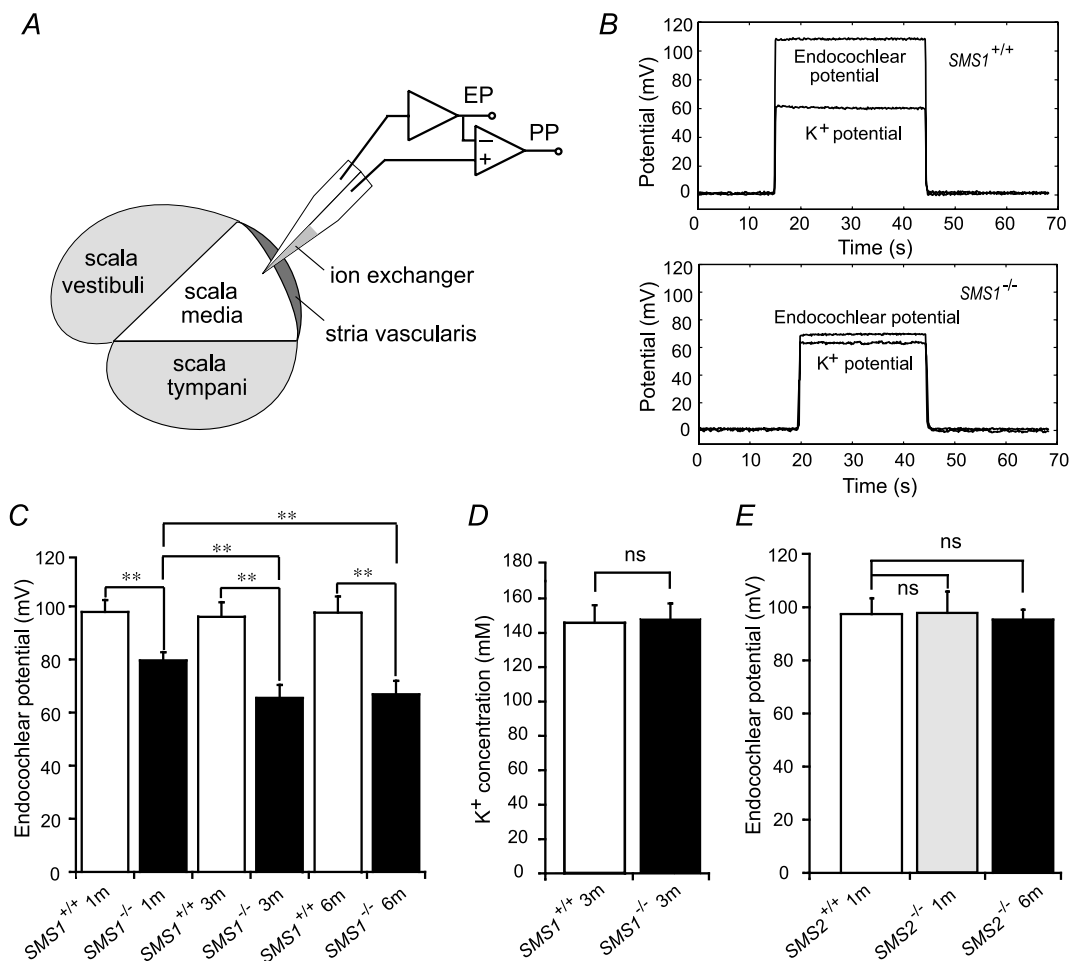 A
EP
PP
−
+
scala
vestibuli
scala
media
scala
tympani
ion exchanger
stria vascularis
B
Potential (mV)
120
100
80
60
40
20
0
Endocochlear
potential
SMS1+/+
K+ potential
0 10 20 30 40 50 60 70
Time (s)
Potential (mV)
120
100
80
60
40
20
0
SMS1-/-
Endocochlear potential
K+ potential
0 10 20 30 40 50 60 70
Time (s)
C
Endocochlear potential (mV)
120
100
80
60
40
20
0
**
**
** ** **
SMS1+/+ 1m
SMS1-/- 1m
SMS1+/+ 3m
SMS1-/- 3m
SMS1+/+ 6m
SMS1-/- 6m
D
K+ concentration (mM)
180
160
140
120
100
80
60
40
20
0
ns
SMS1+/+ 3m
SMS1-/- 3m
E
Endocochlear potential (mV)
120
100
80
60
40
20
0
ns
ns
SMS2+/+ 1m
SMS2-/- 1m
SMS2-/- 6m